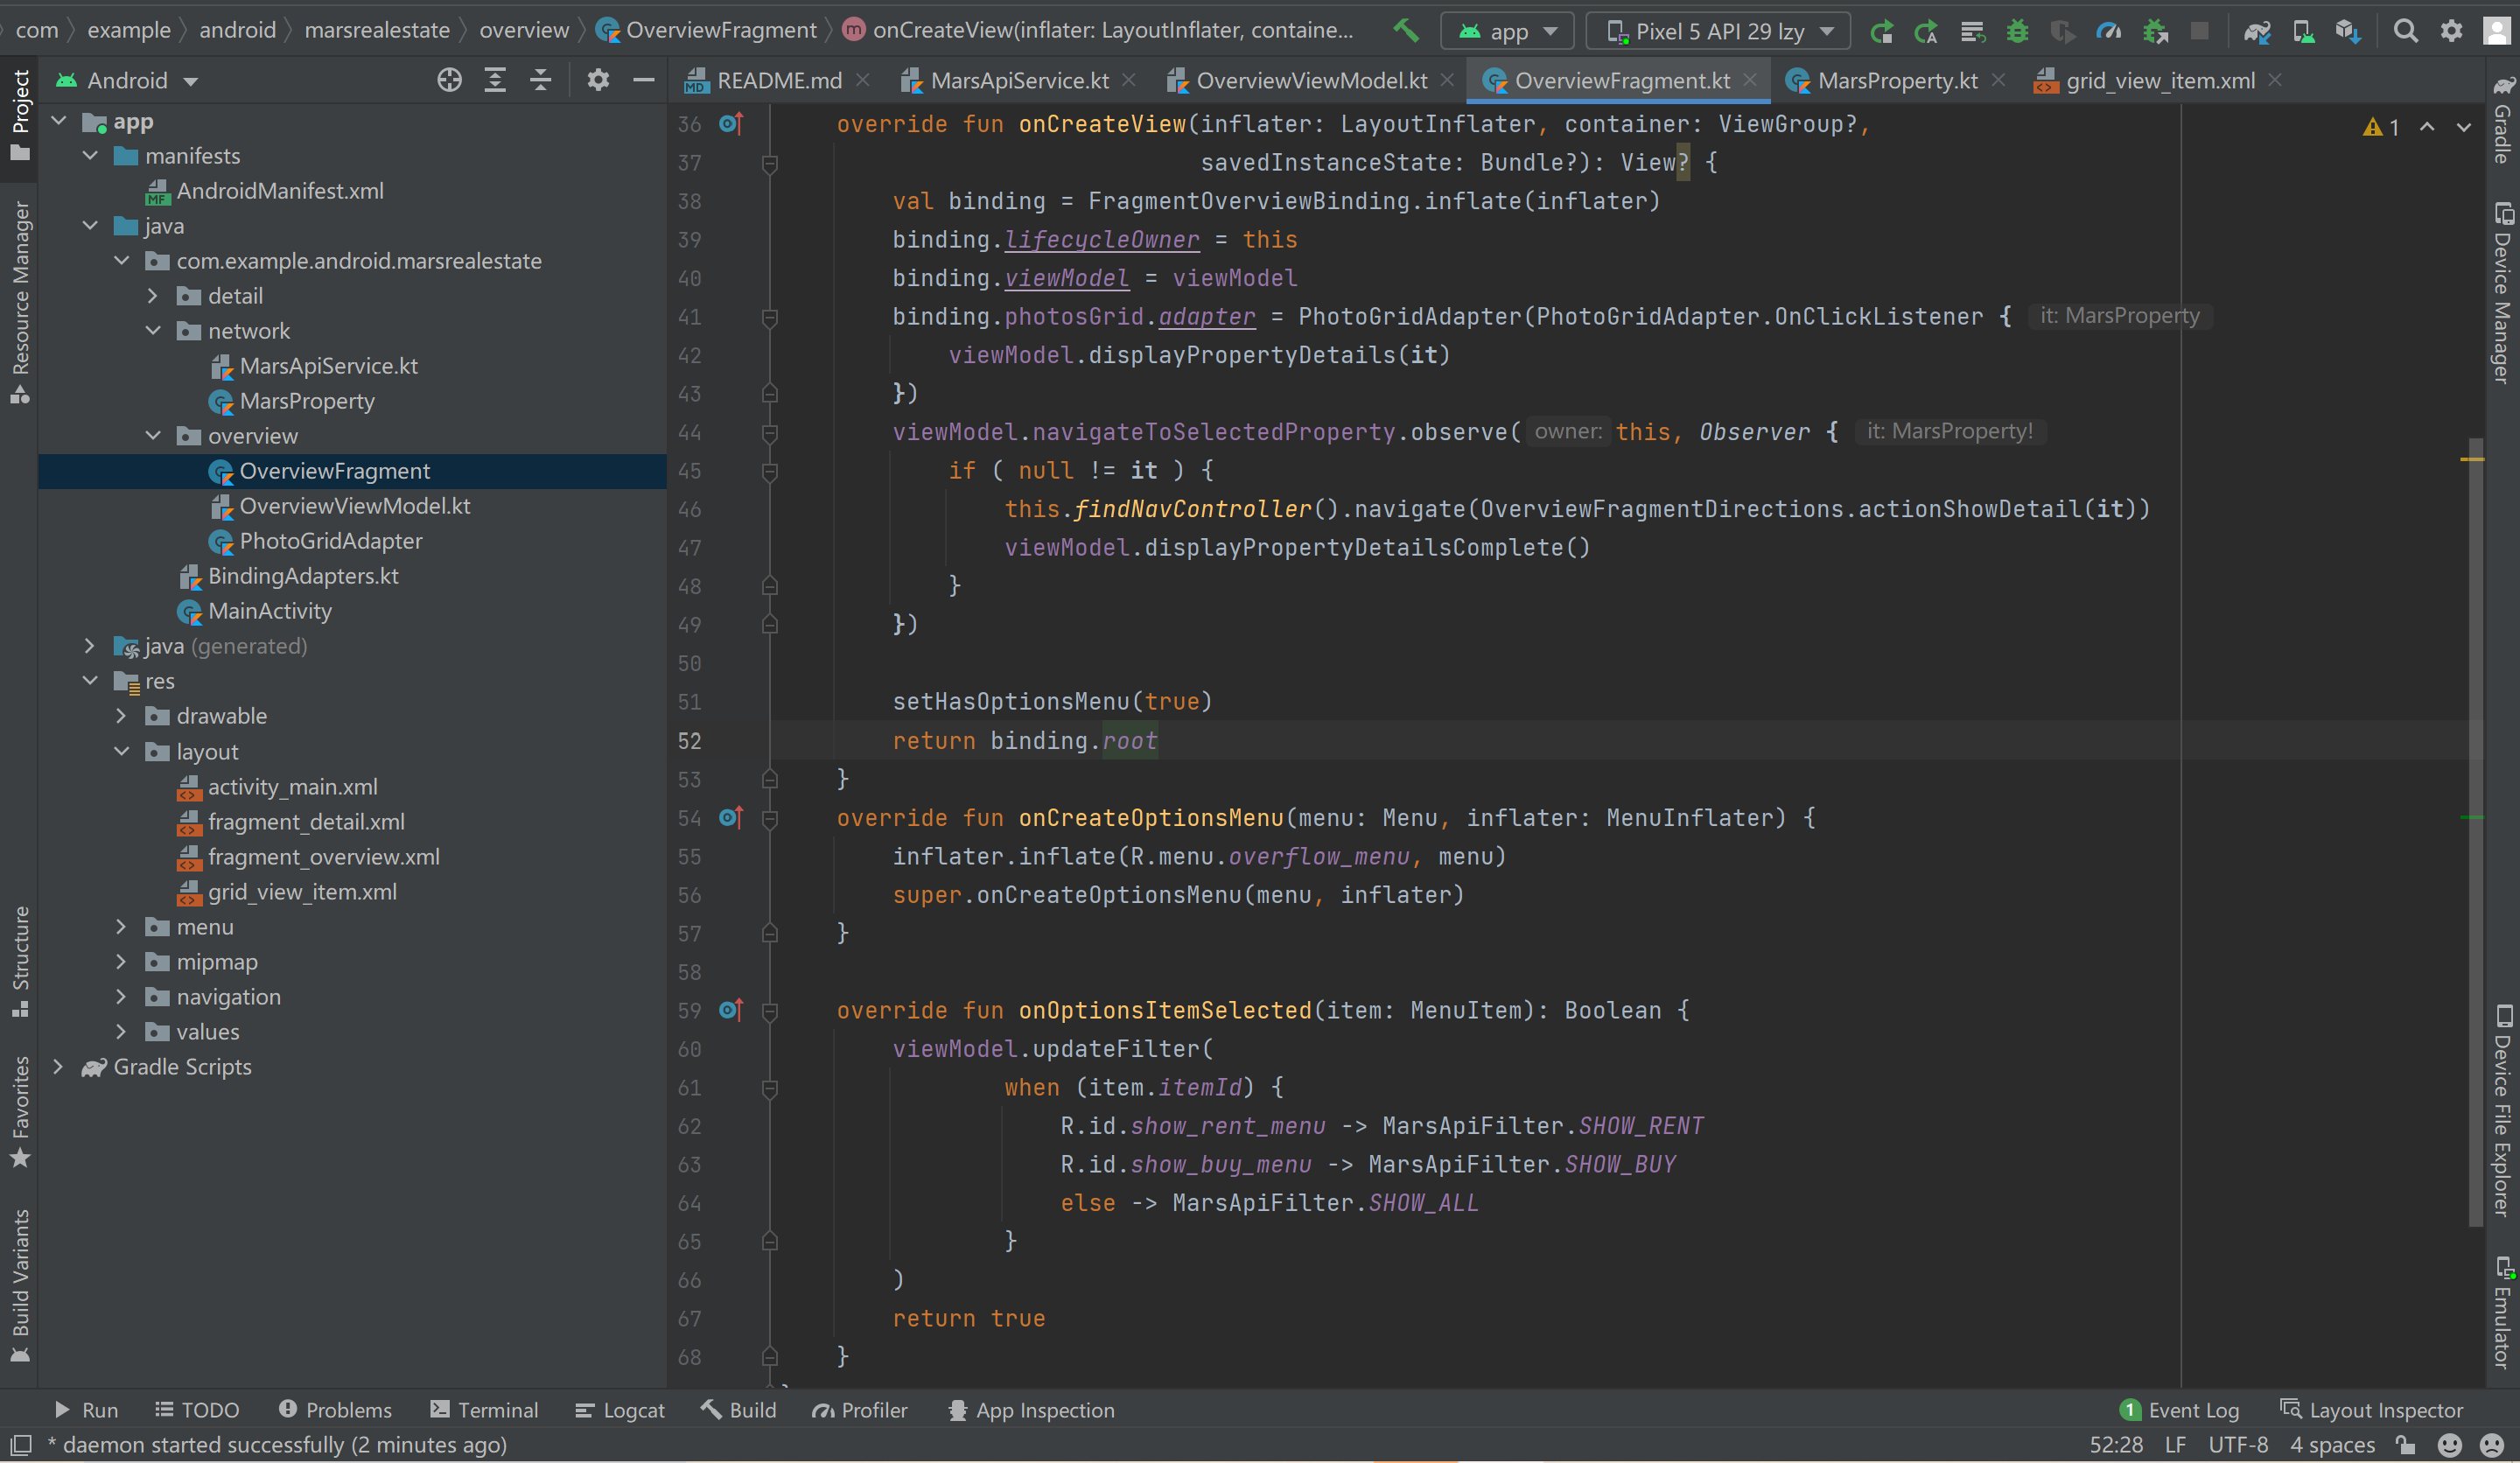 com example android marsrealestate overview OverviewFragment onCreateView(inflater: LayoutInflater, containe... app Pixel 5 API 29 lzy
Android README.md MarsApiService.kt OverviewViewModel.kt OverviewFragment.kt MarsProperty.kt grid_view_item.xml
Project
Resource Manager
Structure
Favorites
Build Variants
app
manifests
AndroidManifest.xml
java
com.example.android.marsrealestate
detail
network
MarsApiService.kt
MarsProperty
overview
OverviewFragment
OverviewViewModel.kt
PhotoGridAdapter
BindingAdapters.kt
MainActivity
java (generated)
res
drawable
layout
activity_main.xml
fragment_detail.xml
fragment_overview.xml
grid_view_item.xml
menu
mipmap
navigation
values
Gradle Scripts
1
36 override fun onCreateView(inflater: LayoutInflater, container: ViewGroup?,
37 savedInstanceState: Bundle?): View? {
38 val binding = FragmentOverviewBinding.inflate(inflater)
39 binding.lifecycleOwner = this
40 binding.viewModel = viewModel
41 binding.photosGrid.adapter = PhotoGridAdapter(PhotoGridAdapter.OnClickListener { it: MarsProperty
42 viewModel.displayPropertyDetails(it)
43 })
44 viewModel.navigateToSelectedProperty.observe( owner: this, Observer { it: MarsProperty!
45 if ( null != it ) {
46 this.findNavController().navigate(OverviewFragmentDirections.actionShowDetail(it))
47 viewModel.displayPropertyDetailsComplete()
48 }
49 })
50
51 setHasOptionsMenu(true)
52 return binding.root
53 }
54 override fun onCreateOptionsMenu(menu: Menu, inflater: MenuInflater) {
55 inflater.inflate(R.menu.overflow_menu, menu)
56 super.onCreateOptionsMenu(menu, inflater)
57 }
58
59 override fun onOptionsItemSelected(item: MenuItem): Boolean {
60 viewModel.updateFilter(
61 when (item.itemId) {
62 R.id.show_rent_menu -> MarsApiFilter.SHOW_RENT
63 R.id.show_buy_menu -> MarsApiFilter.SHOW_BUY
64 else -> MarsApiFilter.SHOW_ALL
65 }
66 )
67 return true
68 }
Gradle
Device Manager
Device File Explorer
Emulator
Run TODO Problems Terminal Logcat Build Profiler App Inspection 1 Event Log Layout Inspector
* daemon started successfully (2 minutes ago) 52:28 LF UTF-8 4 spaces